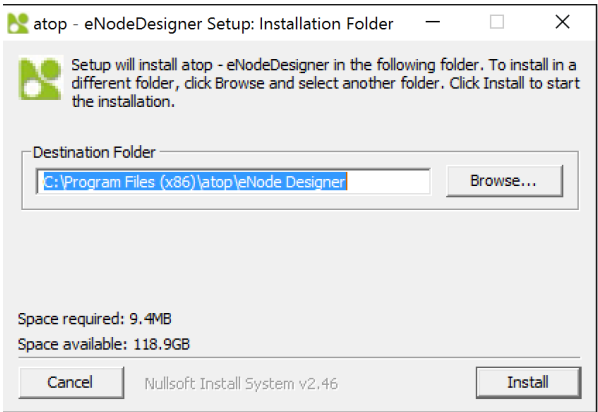 atop - eNodeDesigner Setup: Installation Folder
Setup will install atop - eNodeDesigner in the following folder. To install in a
different folder, click Browse and select another folder. Click Install to start
the installation.
Destination Folder
C:\Program Files (x86)\atop\eNode Designer
Browse...
Space required: 9.4MB
Space available: 118.9GB
Cancel
Nullsoft Install System v2.46
Install